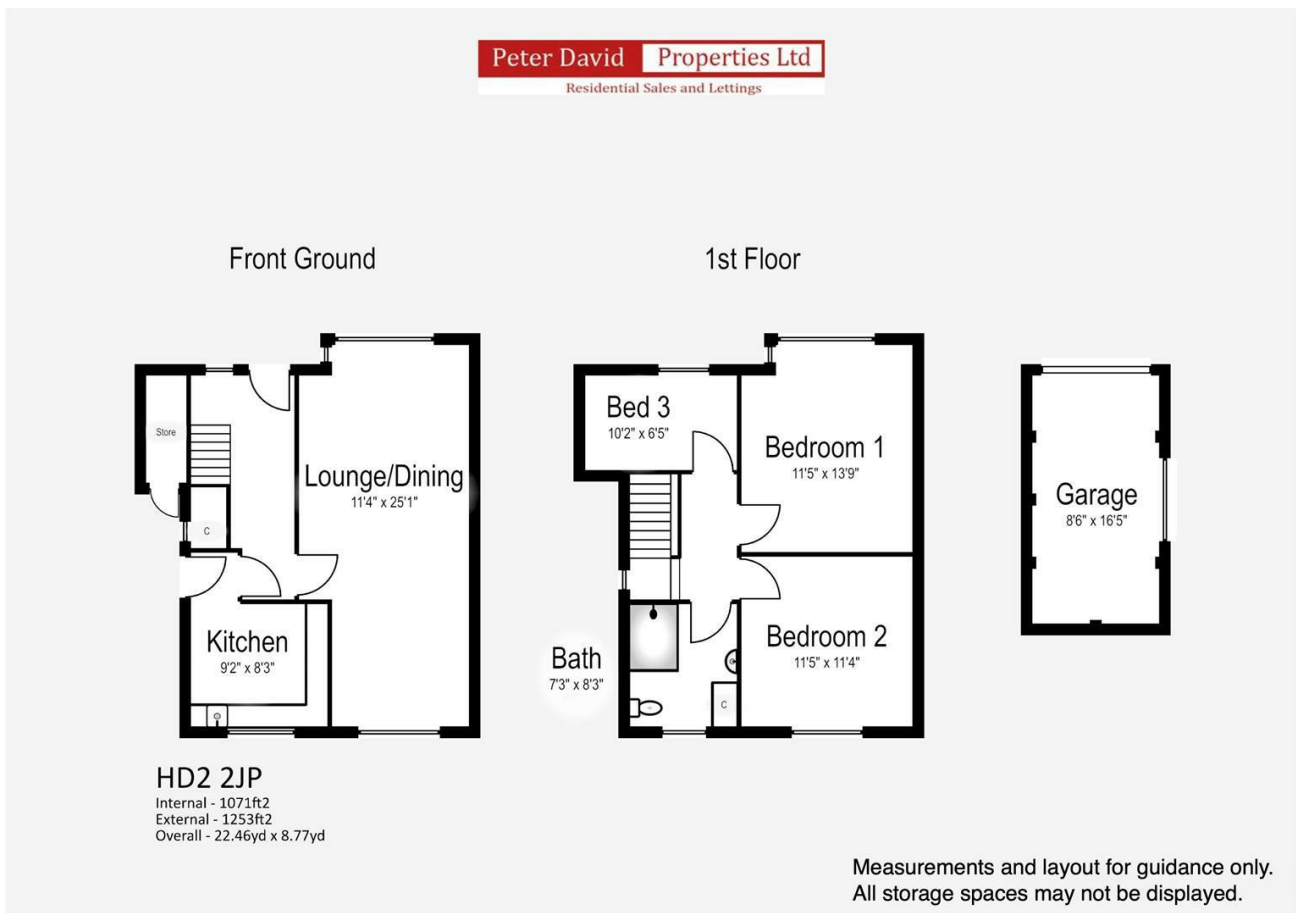 Peter David Properties Ltd
Residential Sales and Lettings
Front Ground
1st Floor
Store
C
Lounge/Dining
11'4" x 25'1"
Kitchen
9'2" x 8'3"
Bed 3
10'2" x 6'5"
Bedroom 1
11'5" x 13'9"
Bedroom 2
11'5" x 11'4"
Bath
7'3" x 8'3"
C
Garage
8'6" x 16'5"
HD2 2JP
Internal - 1071ft2
External - 1253ft2
Overall - 22.46yd x 8.77yd
Measurements and layout for guidance only.
All storage spaces may not be displayed.